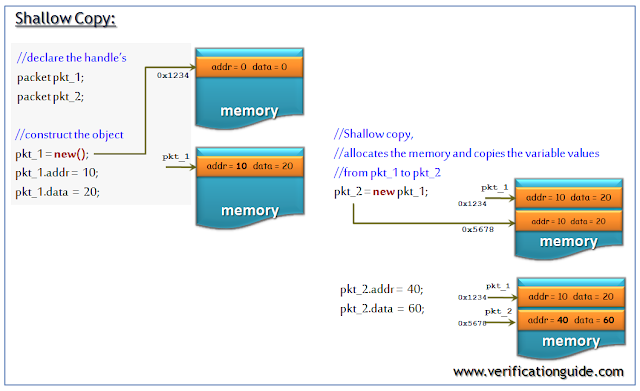 Shallow Copy:
//declare the handle's
packet pkt_1;
packet pkt_2;
//construct the object
pkt_1 = new();
pkt_1.addr = 10;
pkt_1.data = 20;
0x1234
addr = 0 data = 0
memory
pkt_1
addr = 10 data = 20
memory
//Shallow copy,
//allocates the memory and copies the variable values
//from pkt_1 to pkt_2
pkt_2 = new pkt_1;
pkt_1
0x1234
addr = 10 data = 20
0x5678
addr = 10 data = 20
memory
pkt_2.addr = 40;
pkt_2.data = 60;
pkt_1
0x1234
addr = 10 data = 20
pkt_2
0x5678
addr = 40 data = 60
memory
www.verificationguide.com